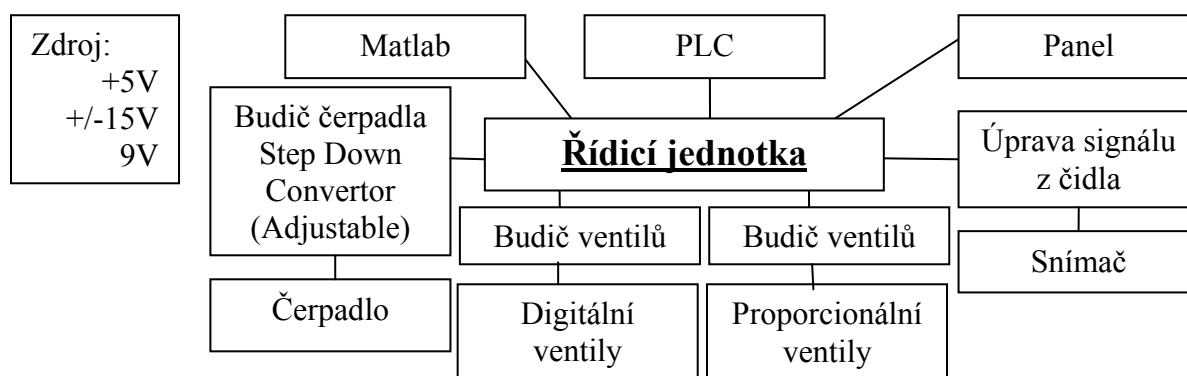 Zdroj:
+5V
+/-15V
9V
Matlab
PLC
Panel
Budič čerpadla
Step Down
Convertor
(Adjustable)
Řídicí jednotka
Úprava signálu
z čidla
Budič ventilů
Budič ventilů
Snímač
Čerpadlo
Digitální
ventily
Proporcionální
ventily